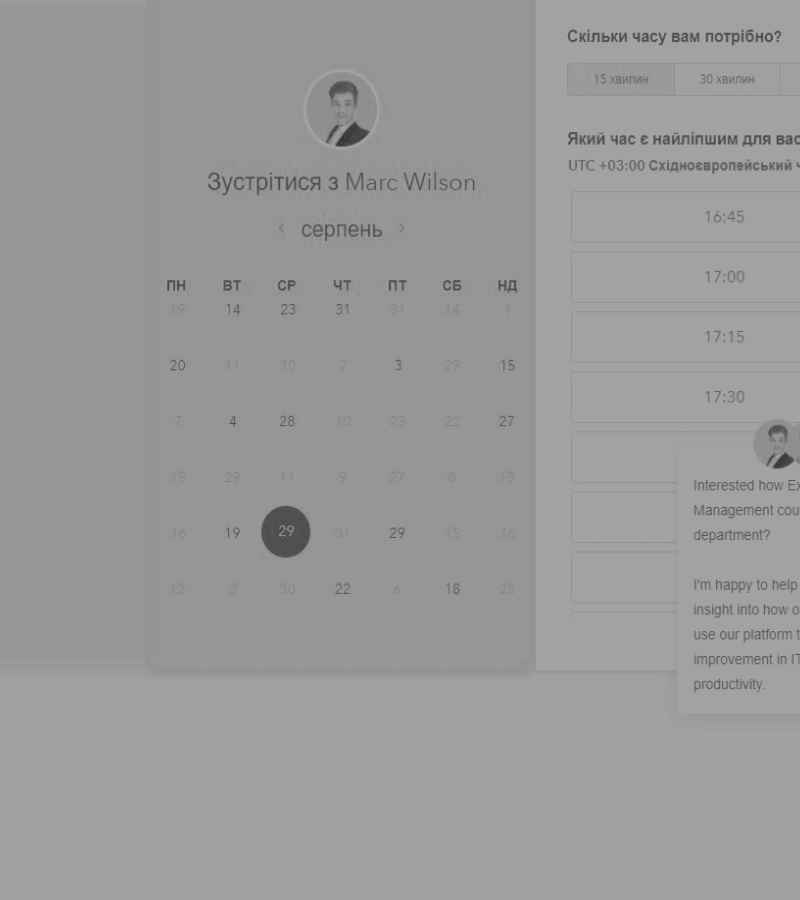 Зустрітися з Marc Wilson
‹ серпень ›
ПН ВТ СР ЧТ ПТ СБ НД
19 14 23 31 31 14 1
20 11 10 2 3 29 15
7 4 28 10 23 22 27
15 29 11 9 27 8 13
16 19 29 31 29 15 16
12 2 30 22 6 18 25
Скільки часу вам потрібно?
15 хвилин 30 хвилин
Який час є найліпшим для вас
UTC +03:00 Східноєвропейський ч
16:45
17:00
17:15
17:30
Interested how Ex
Management cou
department?
I'm happy to help
insight into how o
use our platform t
improvement in IT
productivity.